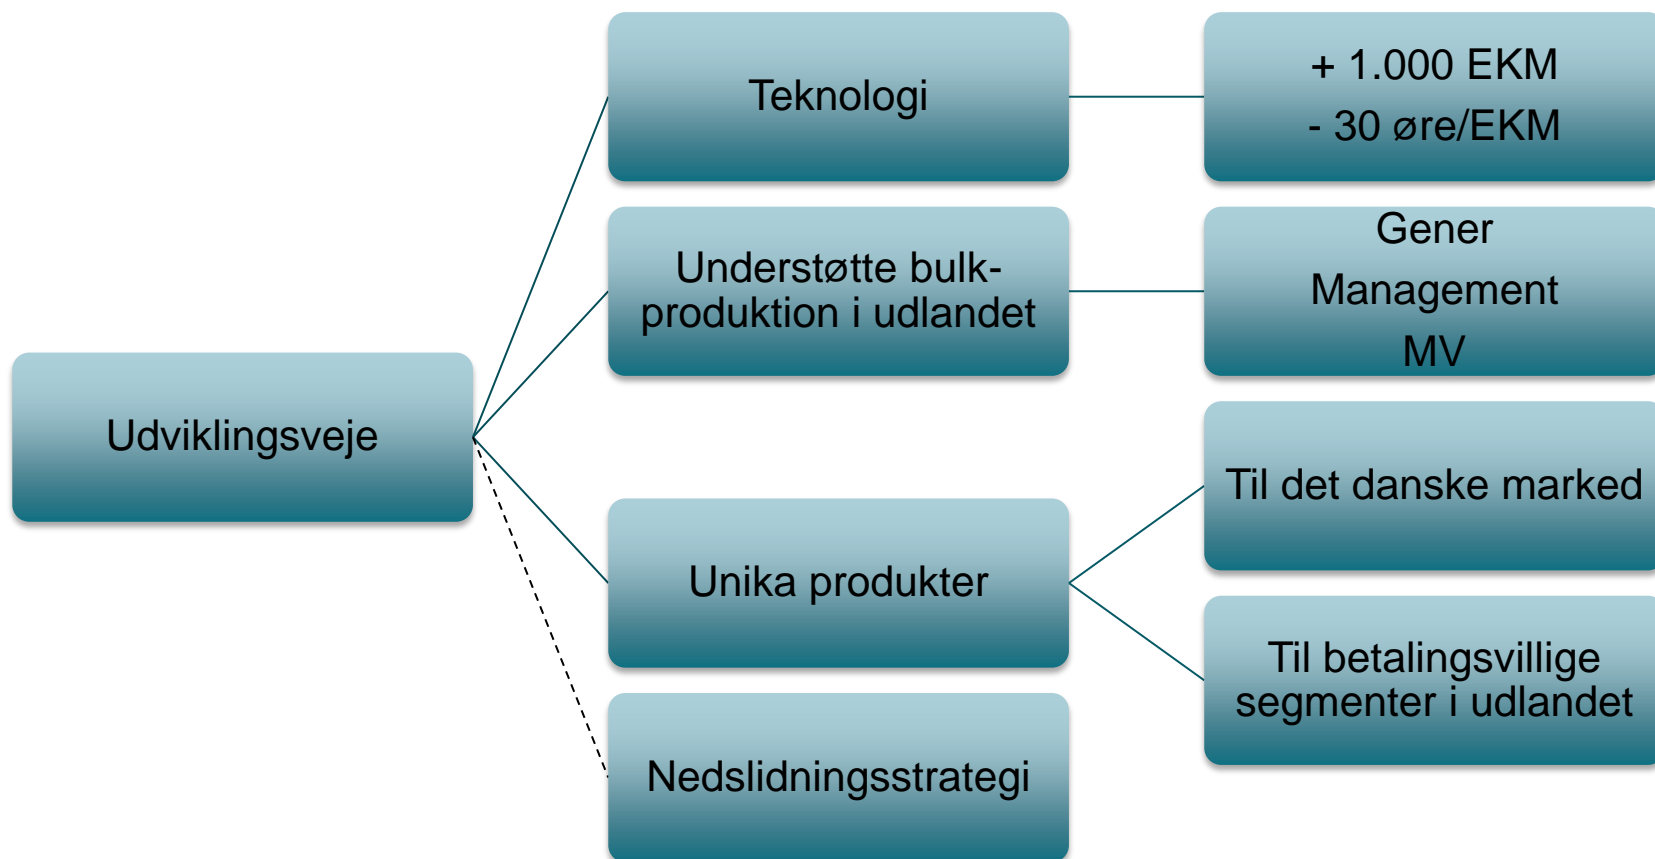 Udviklingsveje
Teknologi
+ 1.000 EKM
- 30 øre/EKM
Understøtte bulk-
produktion i udlandet
Gener
Management
MV
Unika produkter
Til det danske marked
Til betalingsvillige
segmenter i udlandet
Nedslidningsstrategi